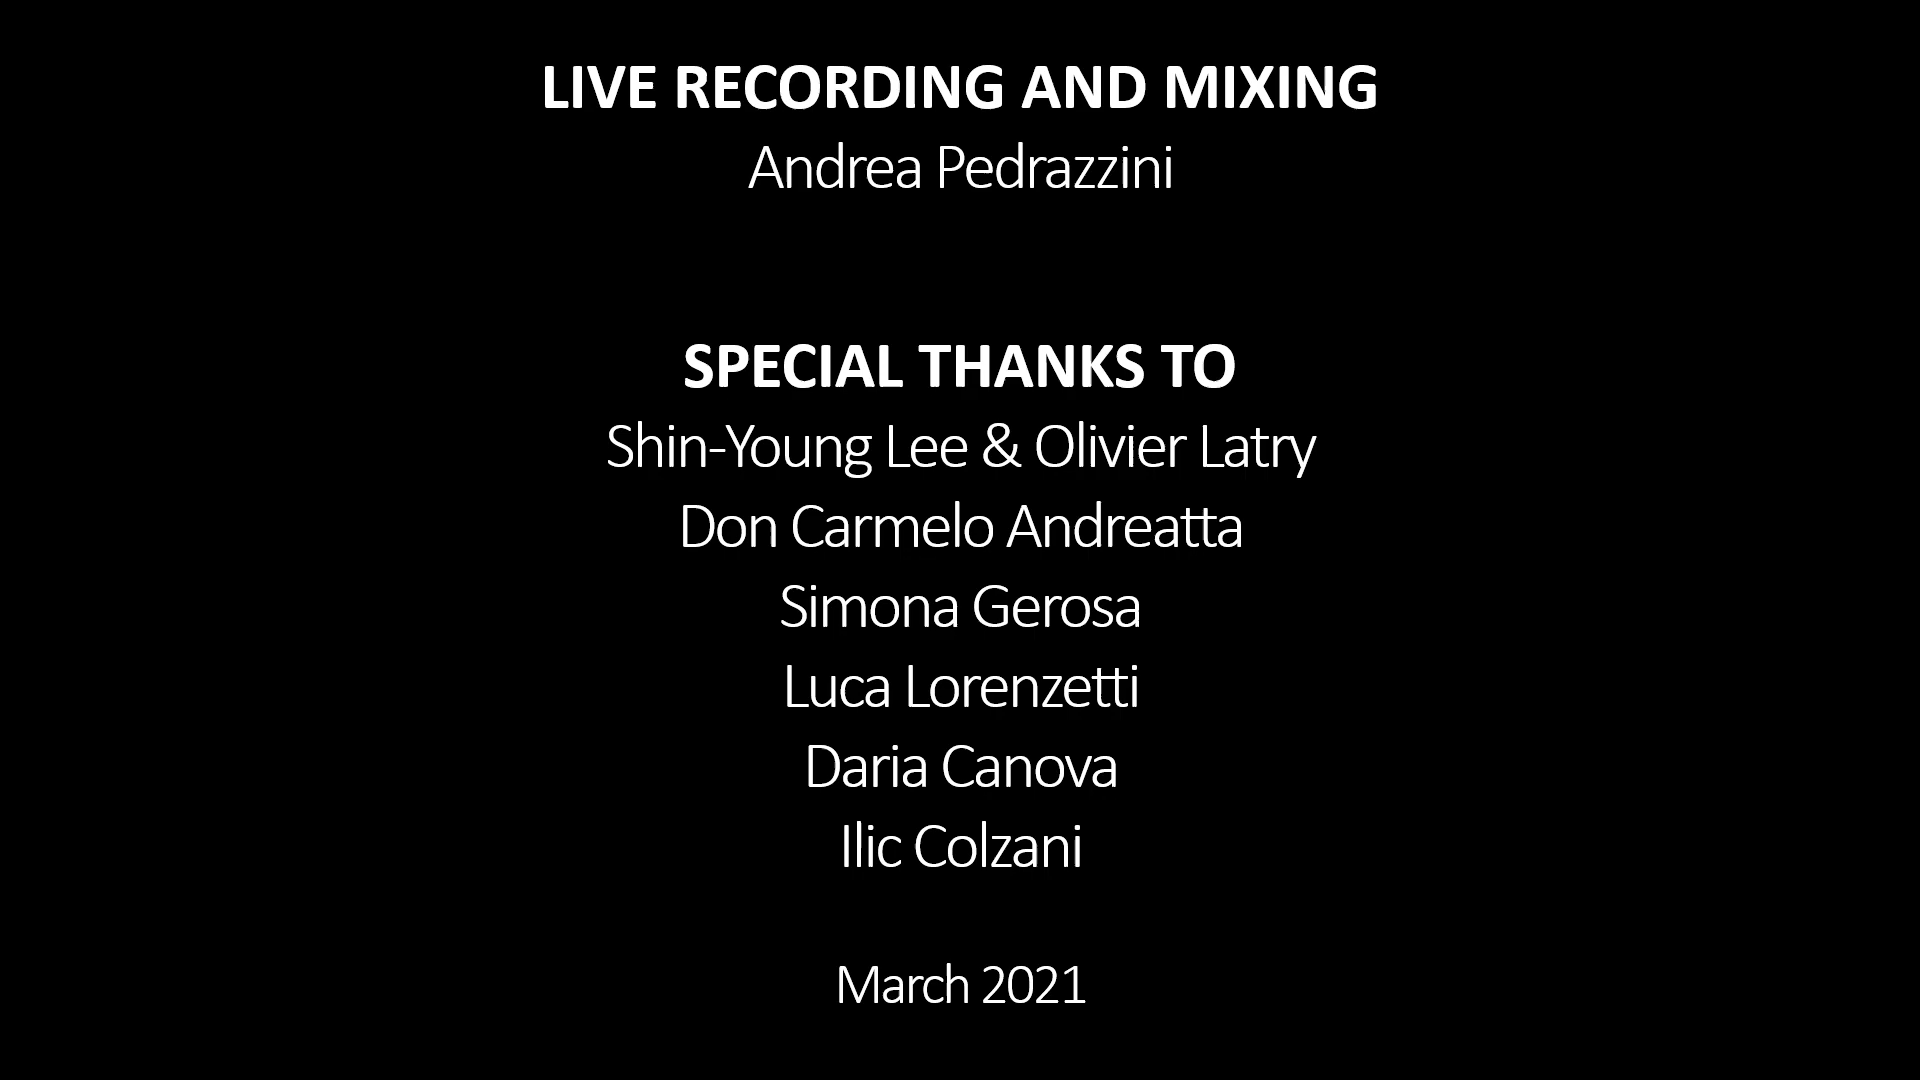 LIVE RECORDING AND MIXING
Andrea Pedrazzini
SPECIAL THANKS TO
Shin-Young Lee & Olivier Latry
Don Carmelo Andreatta
Simona Gerosa
Luca Lorenzetti
Daria Canova
Ilic Colzani
March 2021